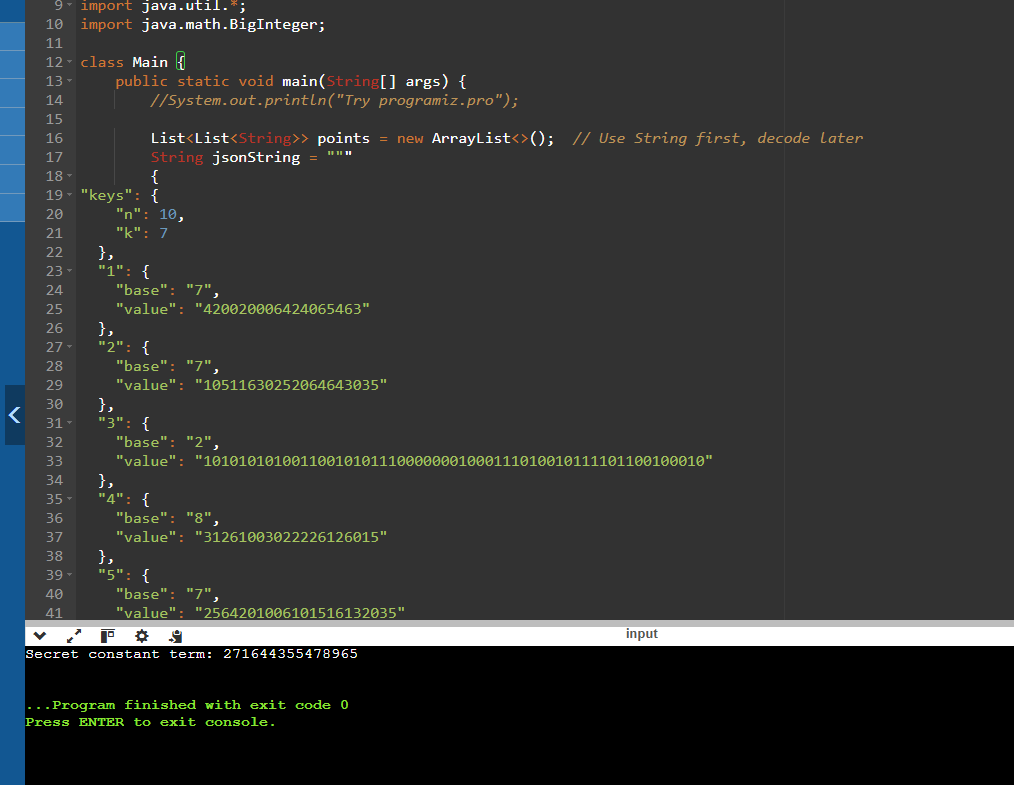 9 import java.util.*;
10 import java.math.BigInteger;
11
12 class Main {
13 public static void main(String[] args) {
14 //System.out.println("Try programiz.pro");
15
16 List<List<String>> points = new ArrayList<>(); // Use String first, decode later
17 String jsonString = """
18 {
19 "keys": {
20 "n": 10,
21 "k": 7
22 },
23 "1": {
24 "base": "7",
25 "value": "420020006424065463"
26 },
27 "2": {
28 "base": "7",
29 "value": "10511630252064643035"
30 },
31 "3": {
32 "base": "2",
33 "value": "101010101001100101011100000001000111010010111101100100010"
34 },
35 "4": {
36 "base": "8",
37 "value": "31261003022226126015"
38 },
39 "5": {
40 "base": "7",
41 "value": "2564201006101516132035"
input
Secret constant term: 271644355478965
...Program finished with exit code 0
Press ENTER to exit console.